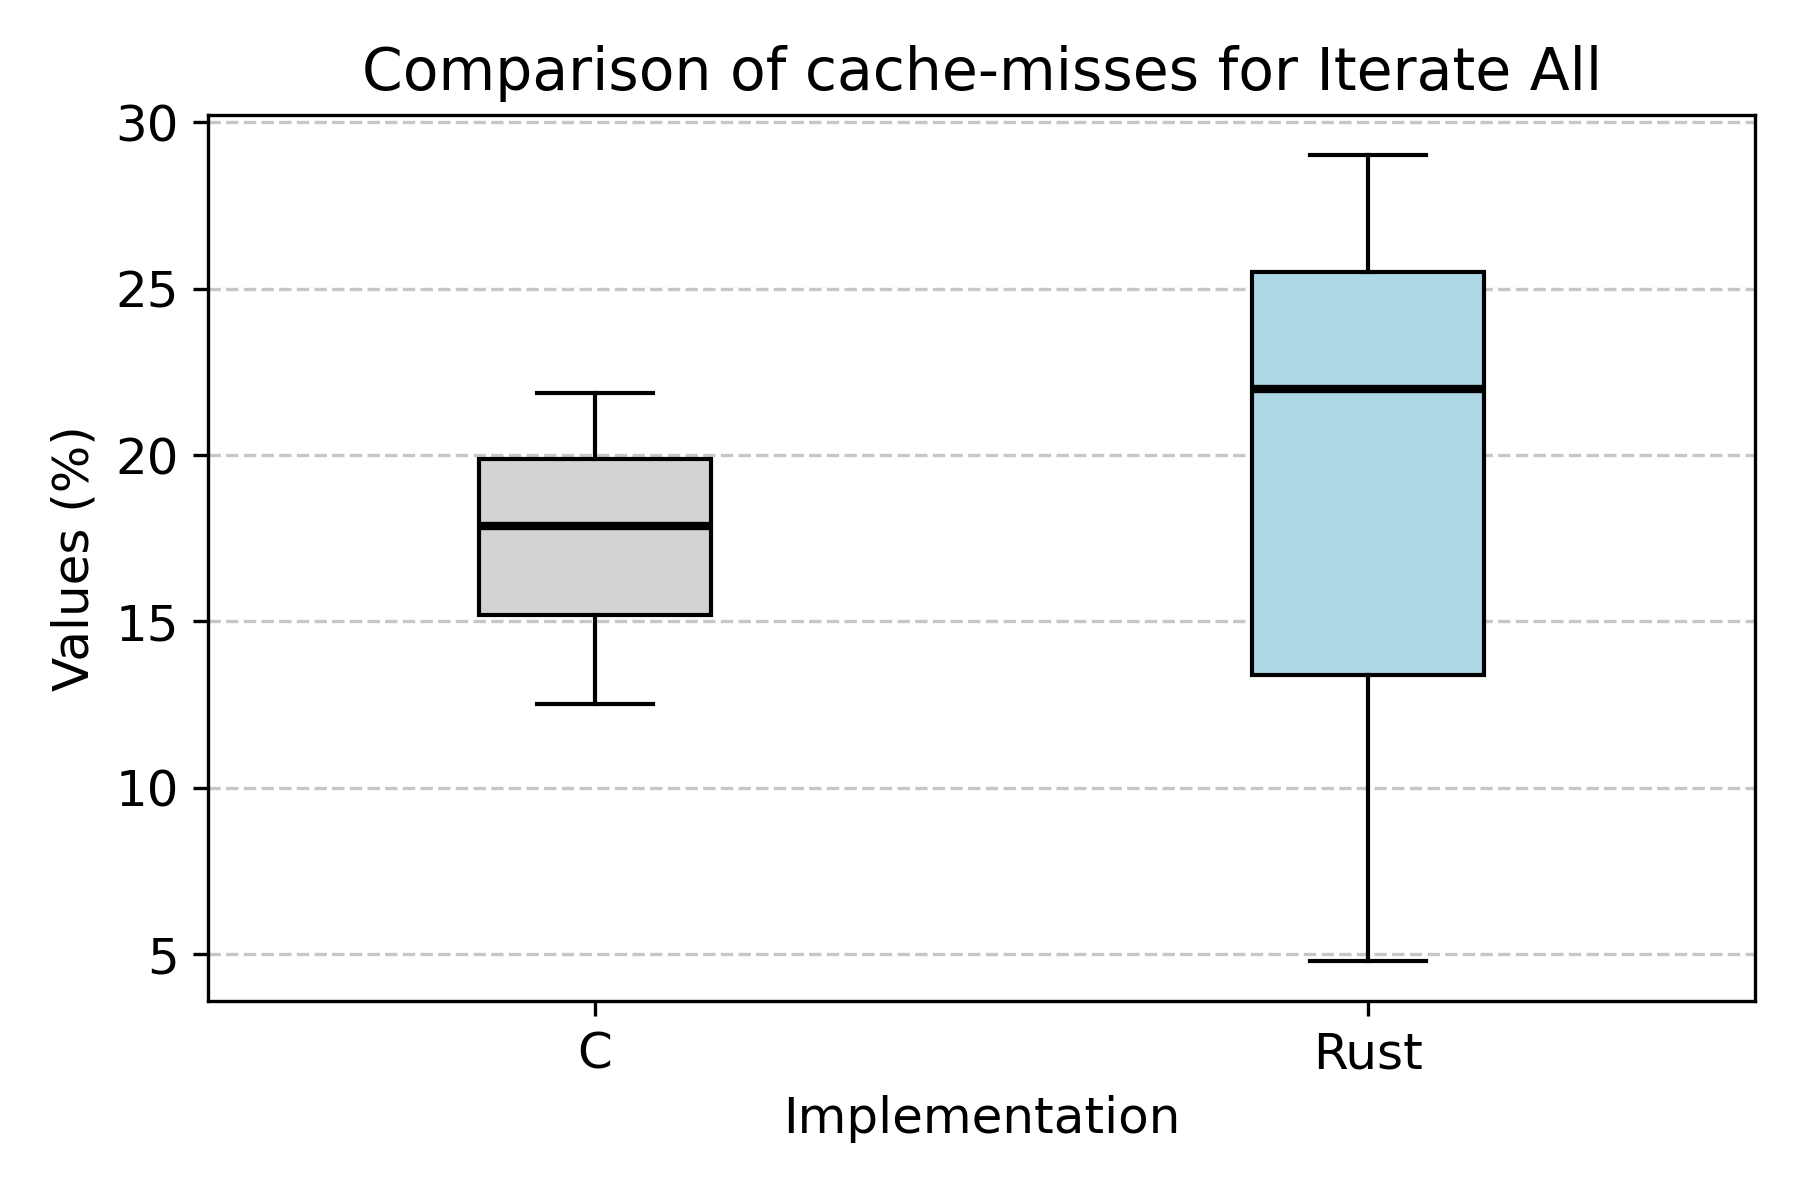 Comparison of cache-misses for Iterate All
30
25
20
15
10
5
Values (%)
C
Rust
Implementation